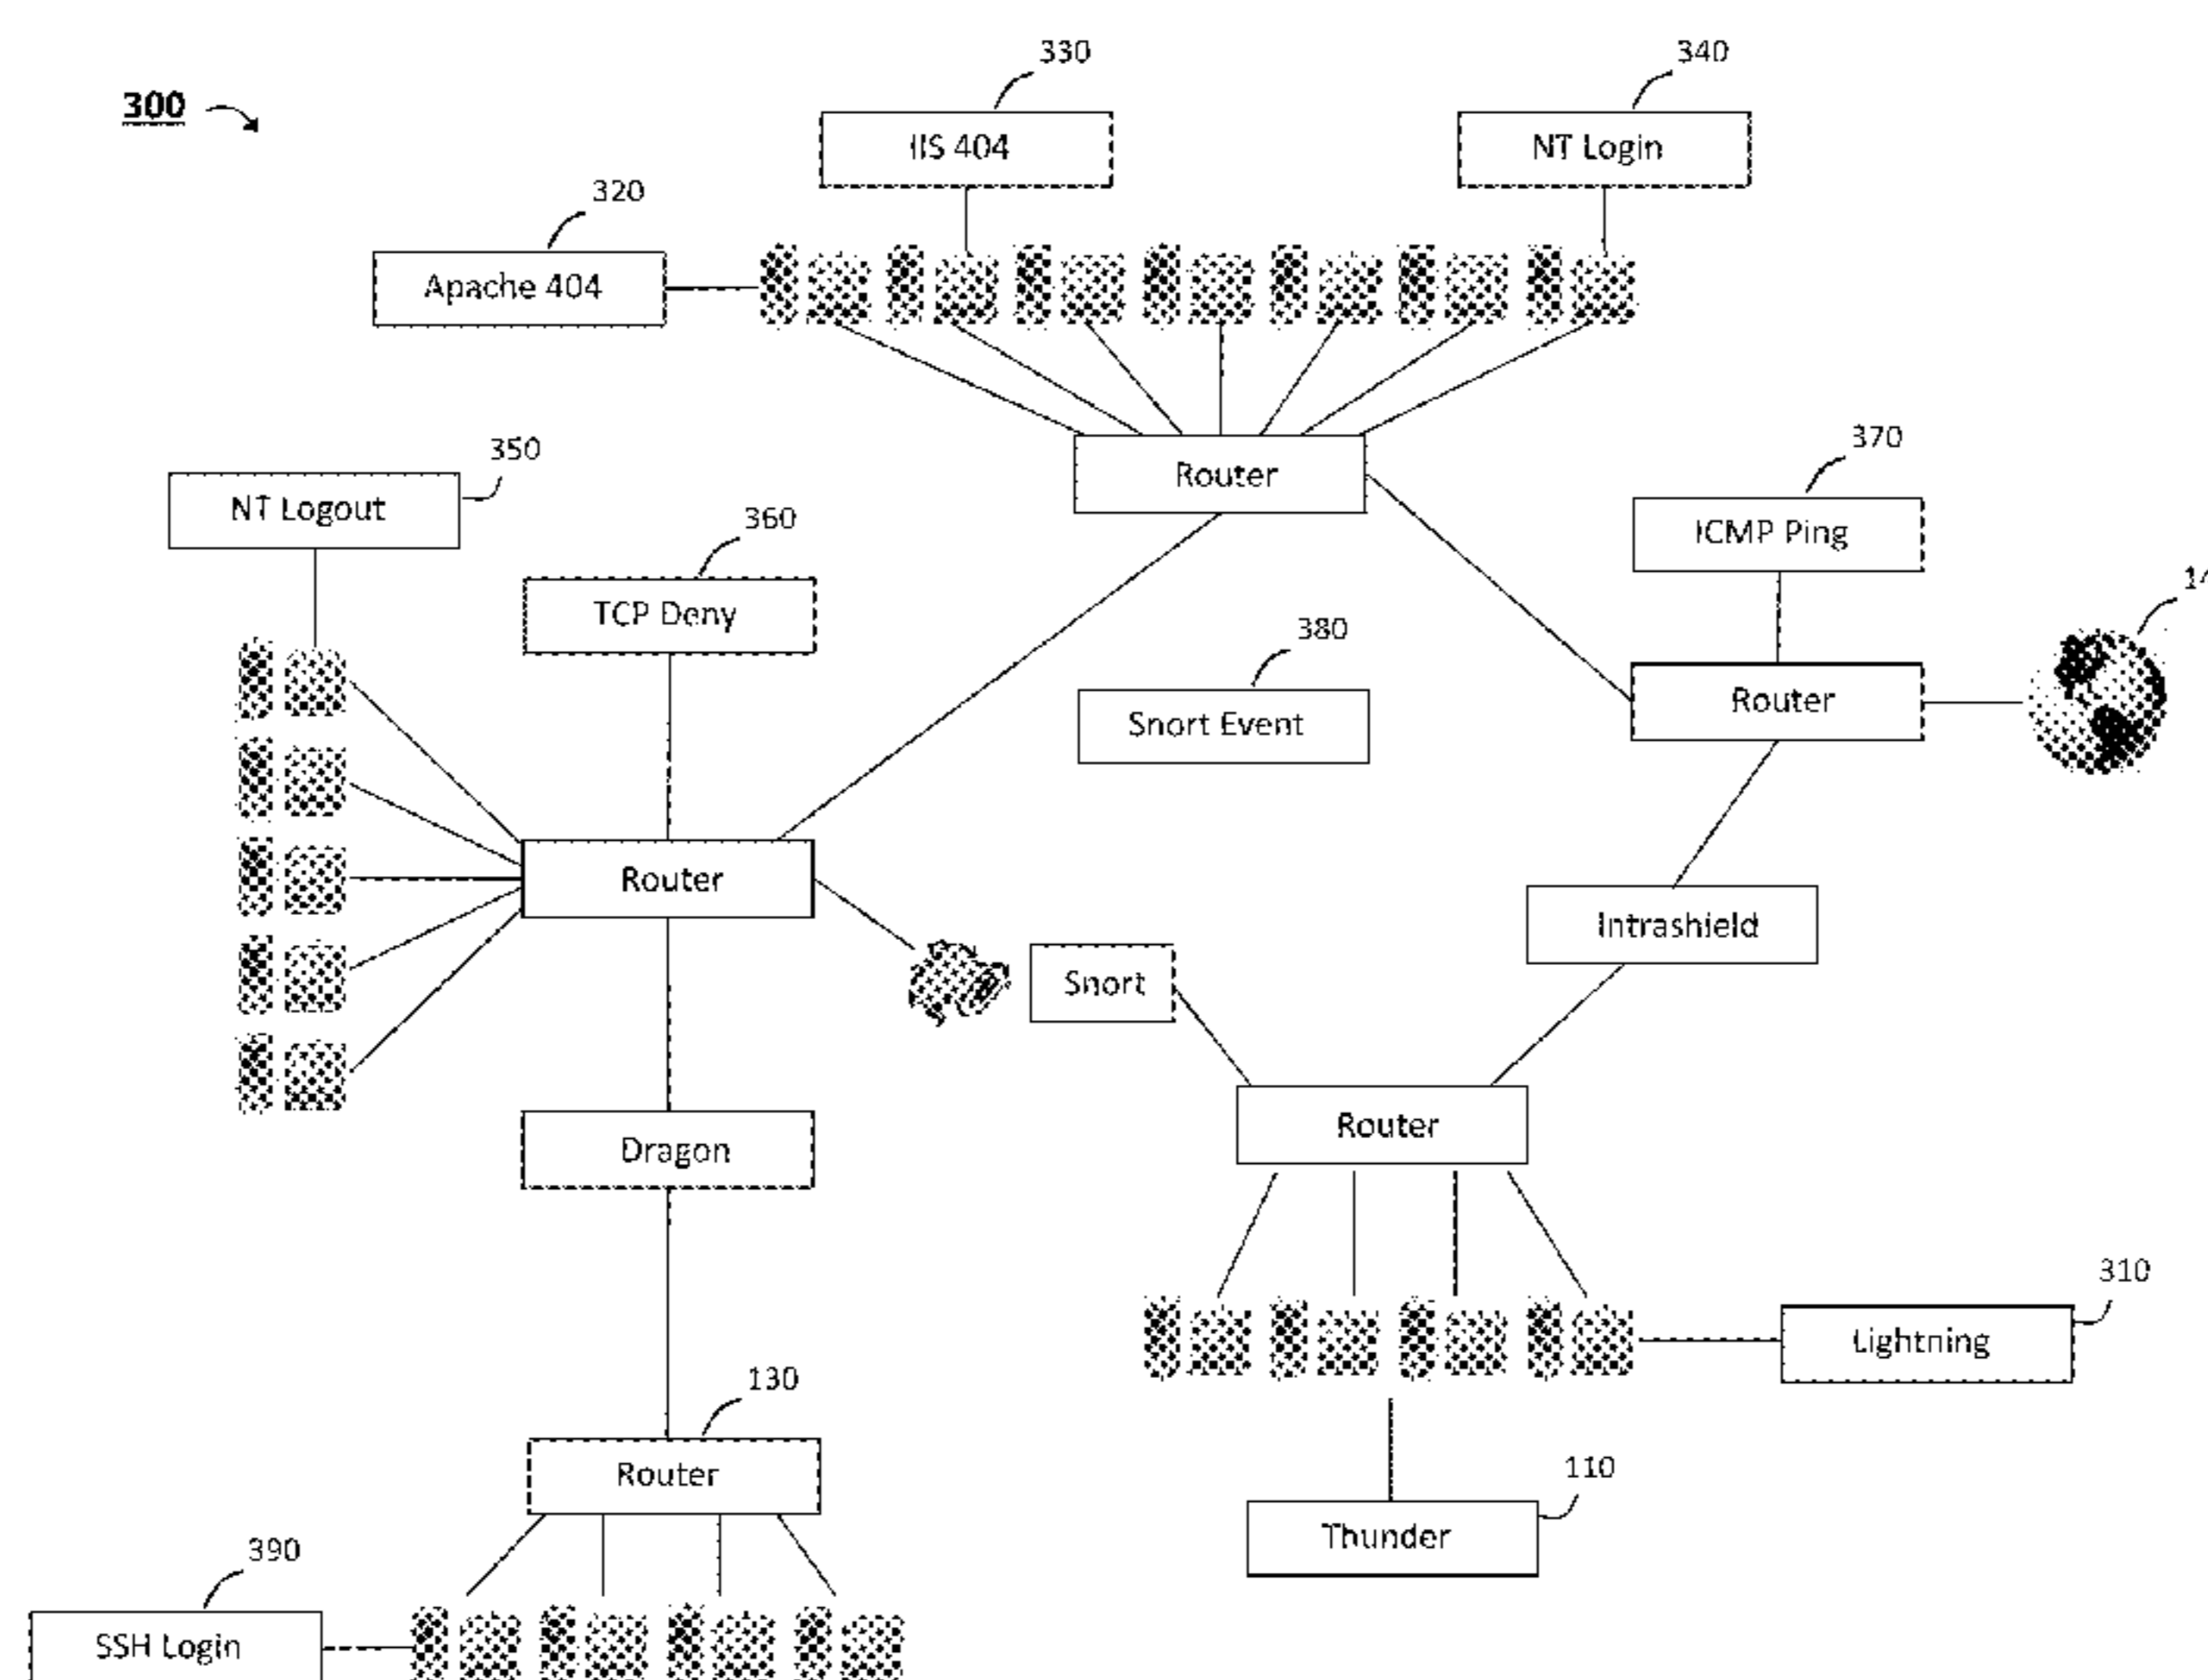 330
340
300
IIS 404
NT Login
320
Apache 404
350
Router
370
NT Logout
360
ICMP Ping
TCP Deny
380
Router
Snort Event
Router
Intrashield
Snort
Router
Dragon
310
Lightning
130
Router
110
Thunder
390
SSH Login